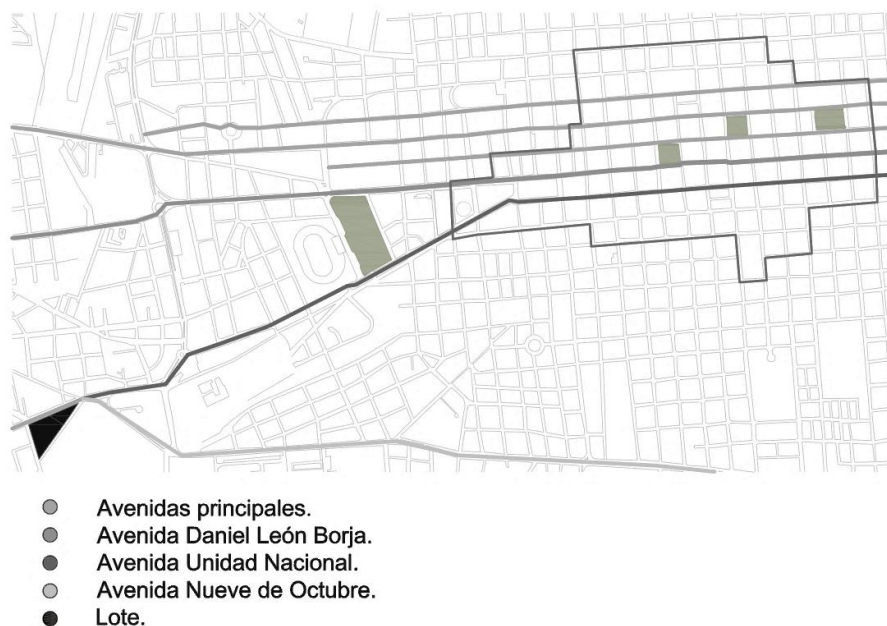 Avenidas principales.
Avenida Daniel León Borja.
Avenida Unidad Nacional.
Avenida Nueve de Octubre.
Lote.